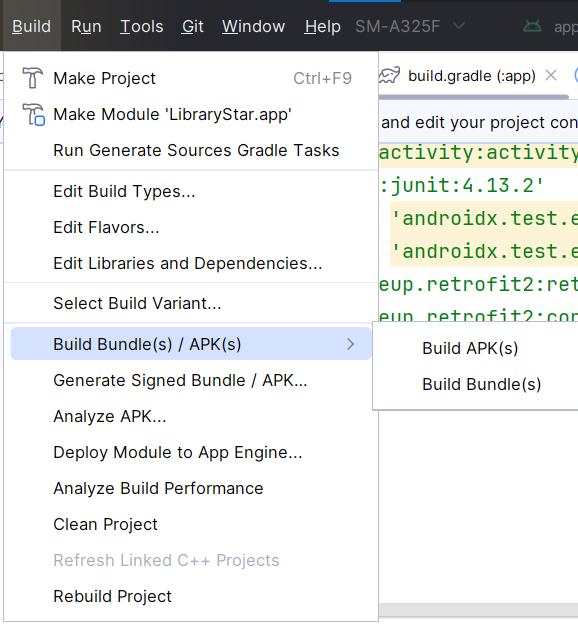 Build Run Tools Git Window Help SM-A325F app
Make Project Ctrl+F9
Make Module 'LibraryStar.app'
Run Generate Sources Gradle Tasks
Edit Build Types...
Edit Flavors...
Edit Libraries and Dependencies...
Select Build Variant...
Build Bundle(s) / APK(s)
Generate Signed Bundle / APK...
Analyze APK...
Deploy Module to App Engine...
Analyze Build Performance
Clean Project
Refresh Linked C++ Projects
Rebuild Project
build.gradle (:app)
and edit your project con
activity:activity
:junit:4.13.2'
'androidx.test.e
'androidx.test.e
eup.retrofit2:ret
eup.retrofit2:con
Build APK(s)
Build Bundle(s)